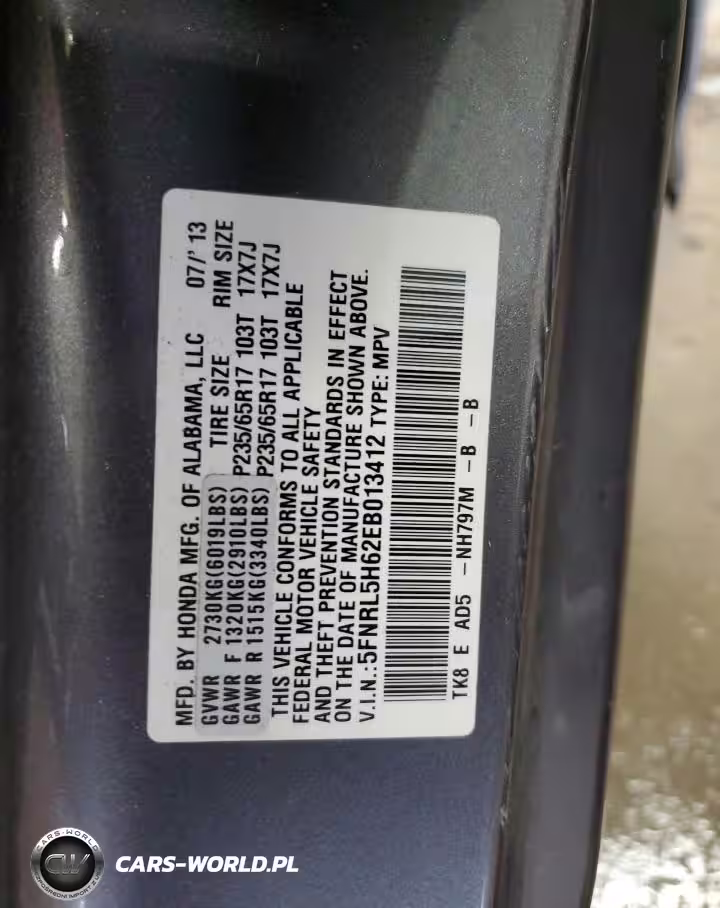 MFD. BY HONDA MFG. OF ALABAMA, LLC 07/' 13
GVWR 2730KG(6019LBS) TIRE SIZE RIM SIZE
GAWR F 1320KG(2910LBS) P235/65R17 103T 17X7J
GAWR R 1515KG(3340LBS) P235/65R17 103T 17X7J
THIS VEHICLE CONFORMS TO ALL APPLICABLE
FEDERAL MOTOR VEHICLE SAFETY
AND THEFT PREVENTION STANDARDS IN EFFECT
ON THE DATE OF MANUFACTURE SHOWN ABOVE.
V.I.N.:5FNRL5H62EB013412 TYPE: MPV
TK8 E AD5 -NH797M -B -B
CARS-WORLD
CW
CARS-WORLD.PL